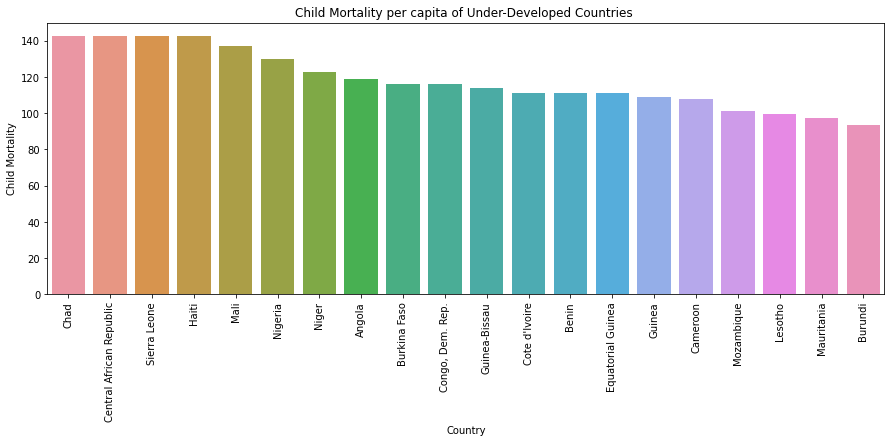 Child Mortality per capita of Under-Developed Countries
Child Mortality
140
120
100
80
60
40
20
0
Chad
Central African Republic
Sierra Leone
Haiti
Mali
Nigeria
Niger
Angola
Burkina Faso
Congo, Dem. Rep.
Guinea-Bissau
Cote d'Ivoire
Benin
Equatorial Guinea
Guinea
Cameroon
Mozambique
Lesotho
Mauritania
Burundi
Country